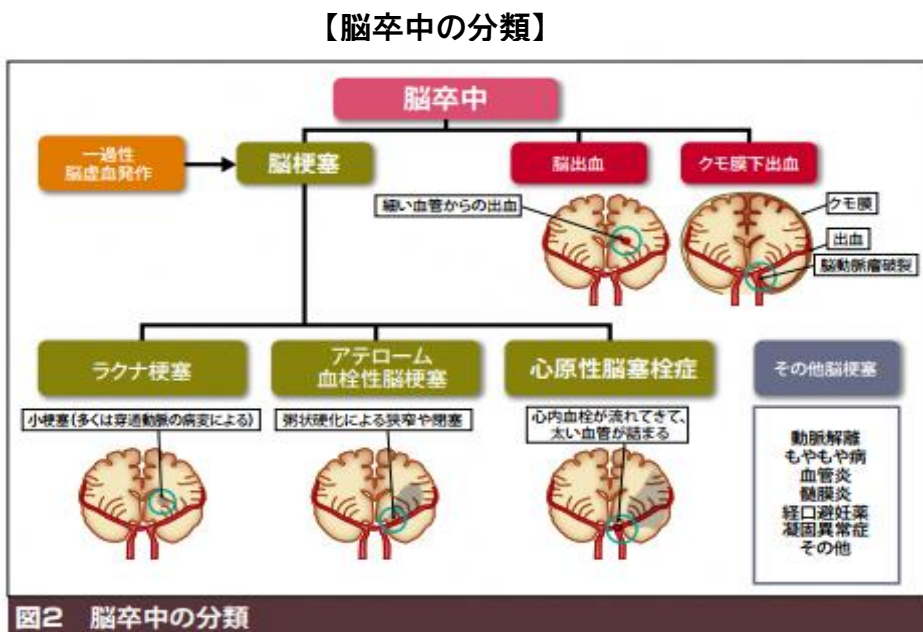 【脳卒中の分類】
脳卒中
一過性
脳虚血発作
脳梗塞
脳出血
クモ膜下出血
細い血管からの出血
クモ膜
出血
脳動脈瘤破裂
ラクナ梗塞
アテローム
血栓性脳梗塞
心原性脳塞栓症
その他脳梗塞
小梗塞(多くは穿通動脈の病変による)
粥状硬化による狭窄や閉塞
心内血栓が流れてきて、
太い血管が詰まる
動脈解離
もやもや病
血管炎
髄膜炎
経口避妊薬
凝固異常症
その他
図2 脳卒中の分類